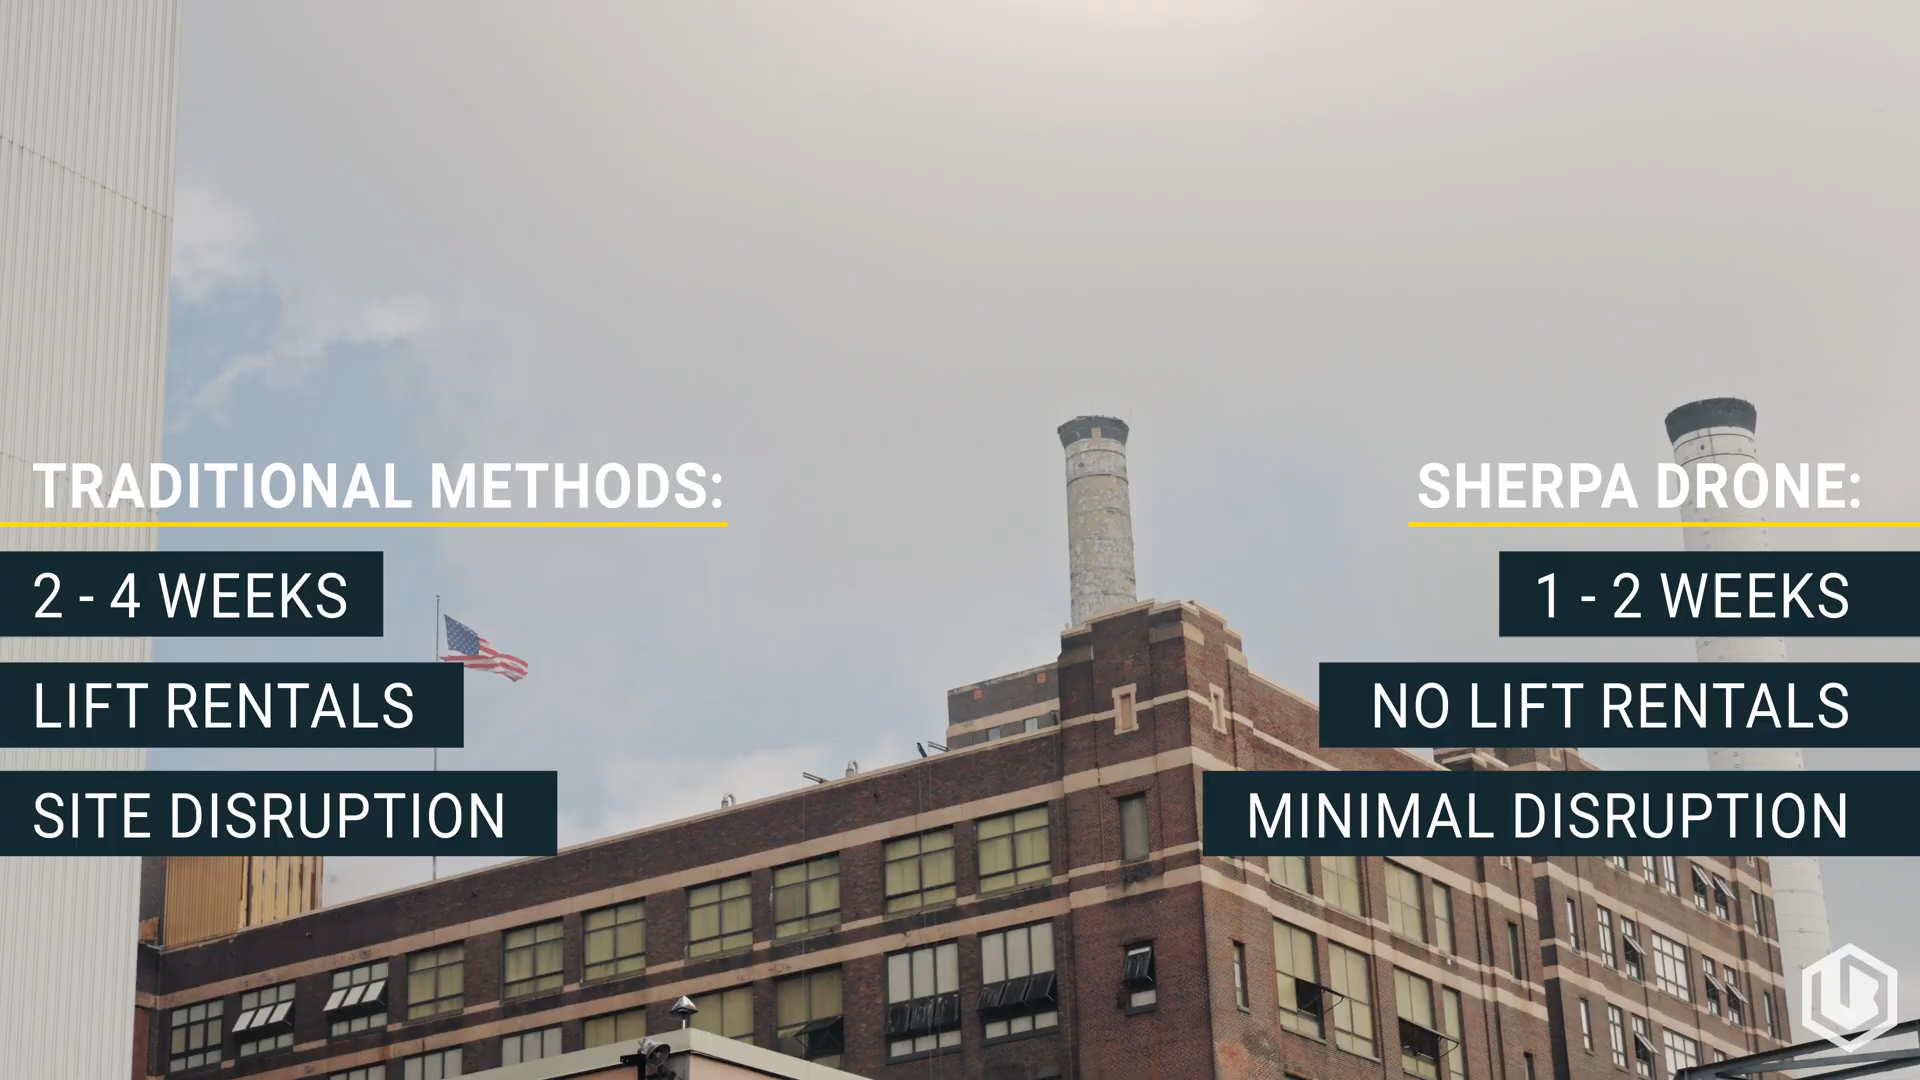 TRADITIONAL METHODS:
2 - 4 WEEKS
LIFT RENTALS
SITE DISRUPTION
SHERPA DRONE:
1 - 2 WEEKS
NO LIFT RENTALS
MINIMAL DISRUPTION